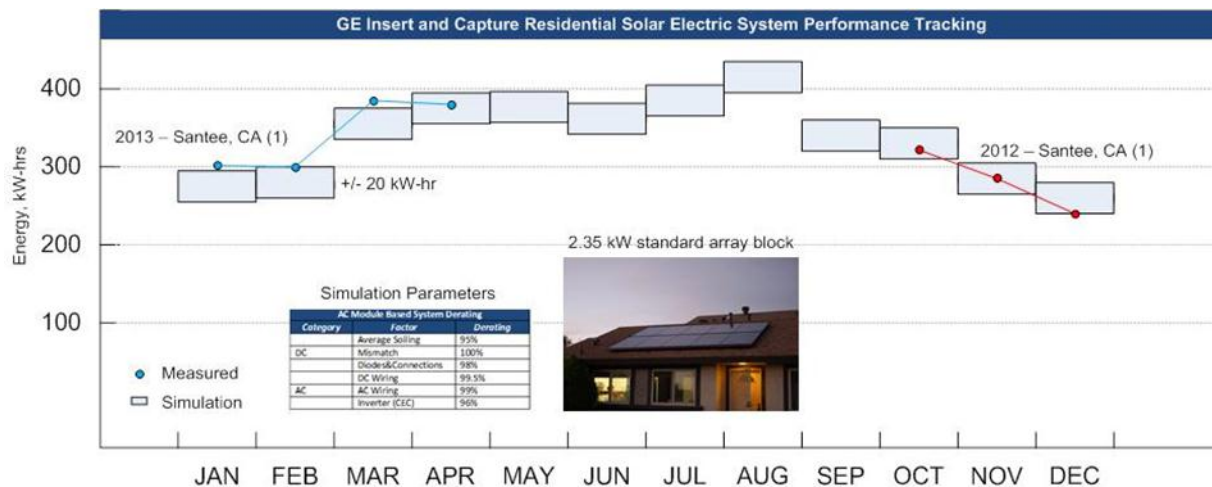 GE Insert and Capture Residential Solar Electric System Performance Tracking
Energy, kW-hrs
400
300
200
100
2013 – Santee, CA (1)
+/- 20 kW-hr
2012 – Santee, CA (1)
2.35 kW standard array block
Simulation Parameters
AC Module Based System Derating
Category Factor Derating
Average Soiling 95%
DC Mismatch 100%
Diodes&Connections 98%
DC Wiring 99.5%
AC AC Wiring 99%
Inverter (CEC) 96%
Measured
Simulation
JAN FEB MAR APR MAY JUN JUL AUG SEP OCT NOV DEC